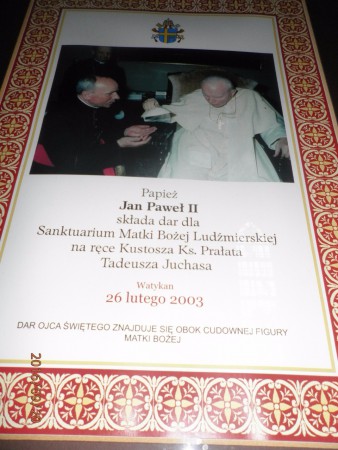 Papież
Jan Paweł II
składa dar dla
Sanktuarium Matki Bożej Ludźmierskiej
na ręce Kustosza Ks. Prałata
Tadeusza Juchasa
Watykan
26 lutego 2003
DAR OJCA ŚWIĘTEGO ZNAJDUJE SIĘ OBOK CUDOWNEJ FIGURY
MATKI BOŻEJ